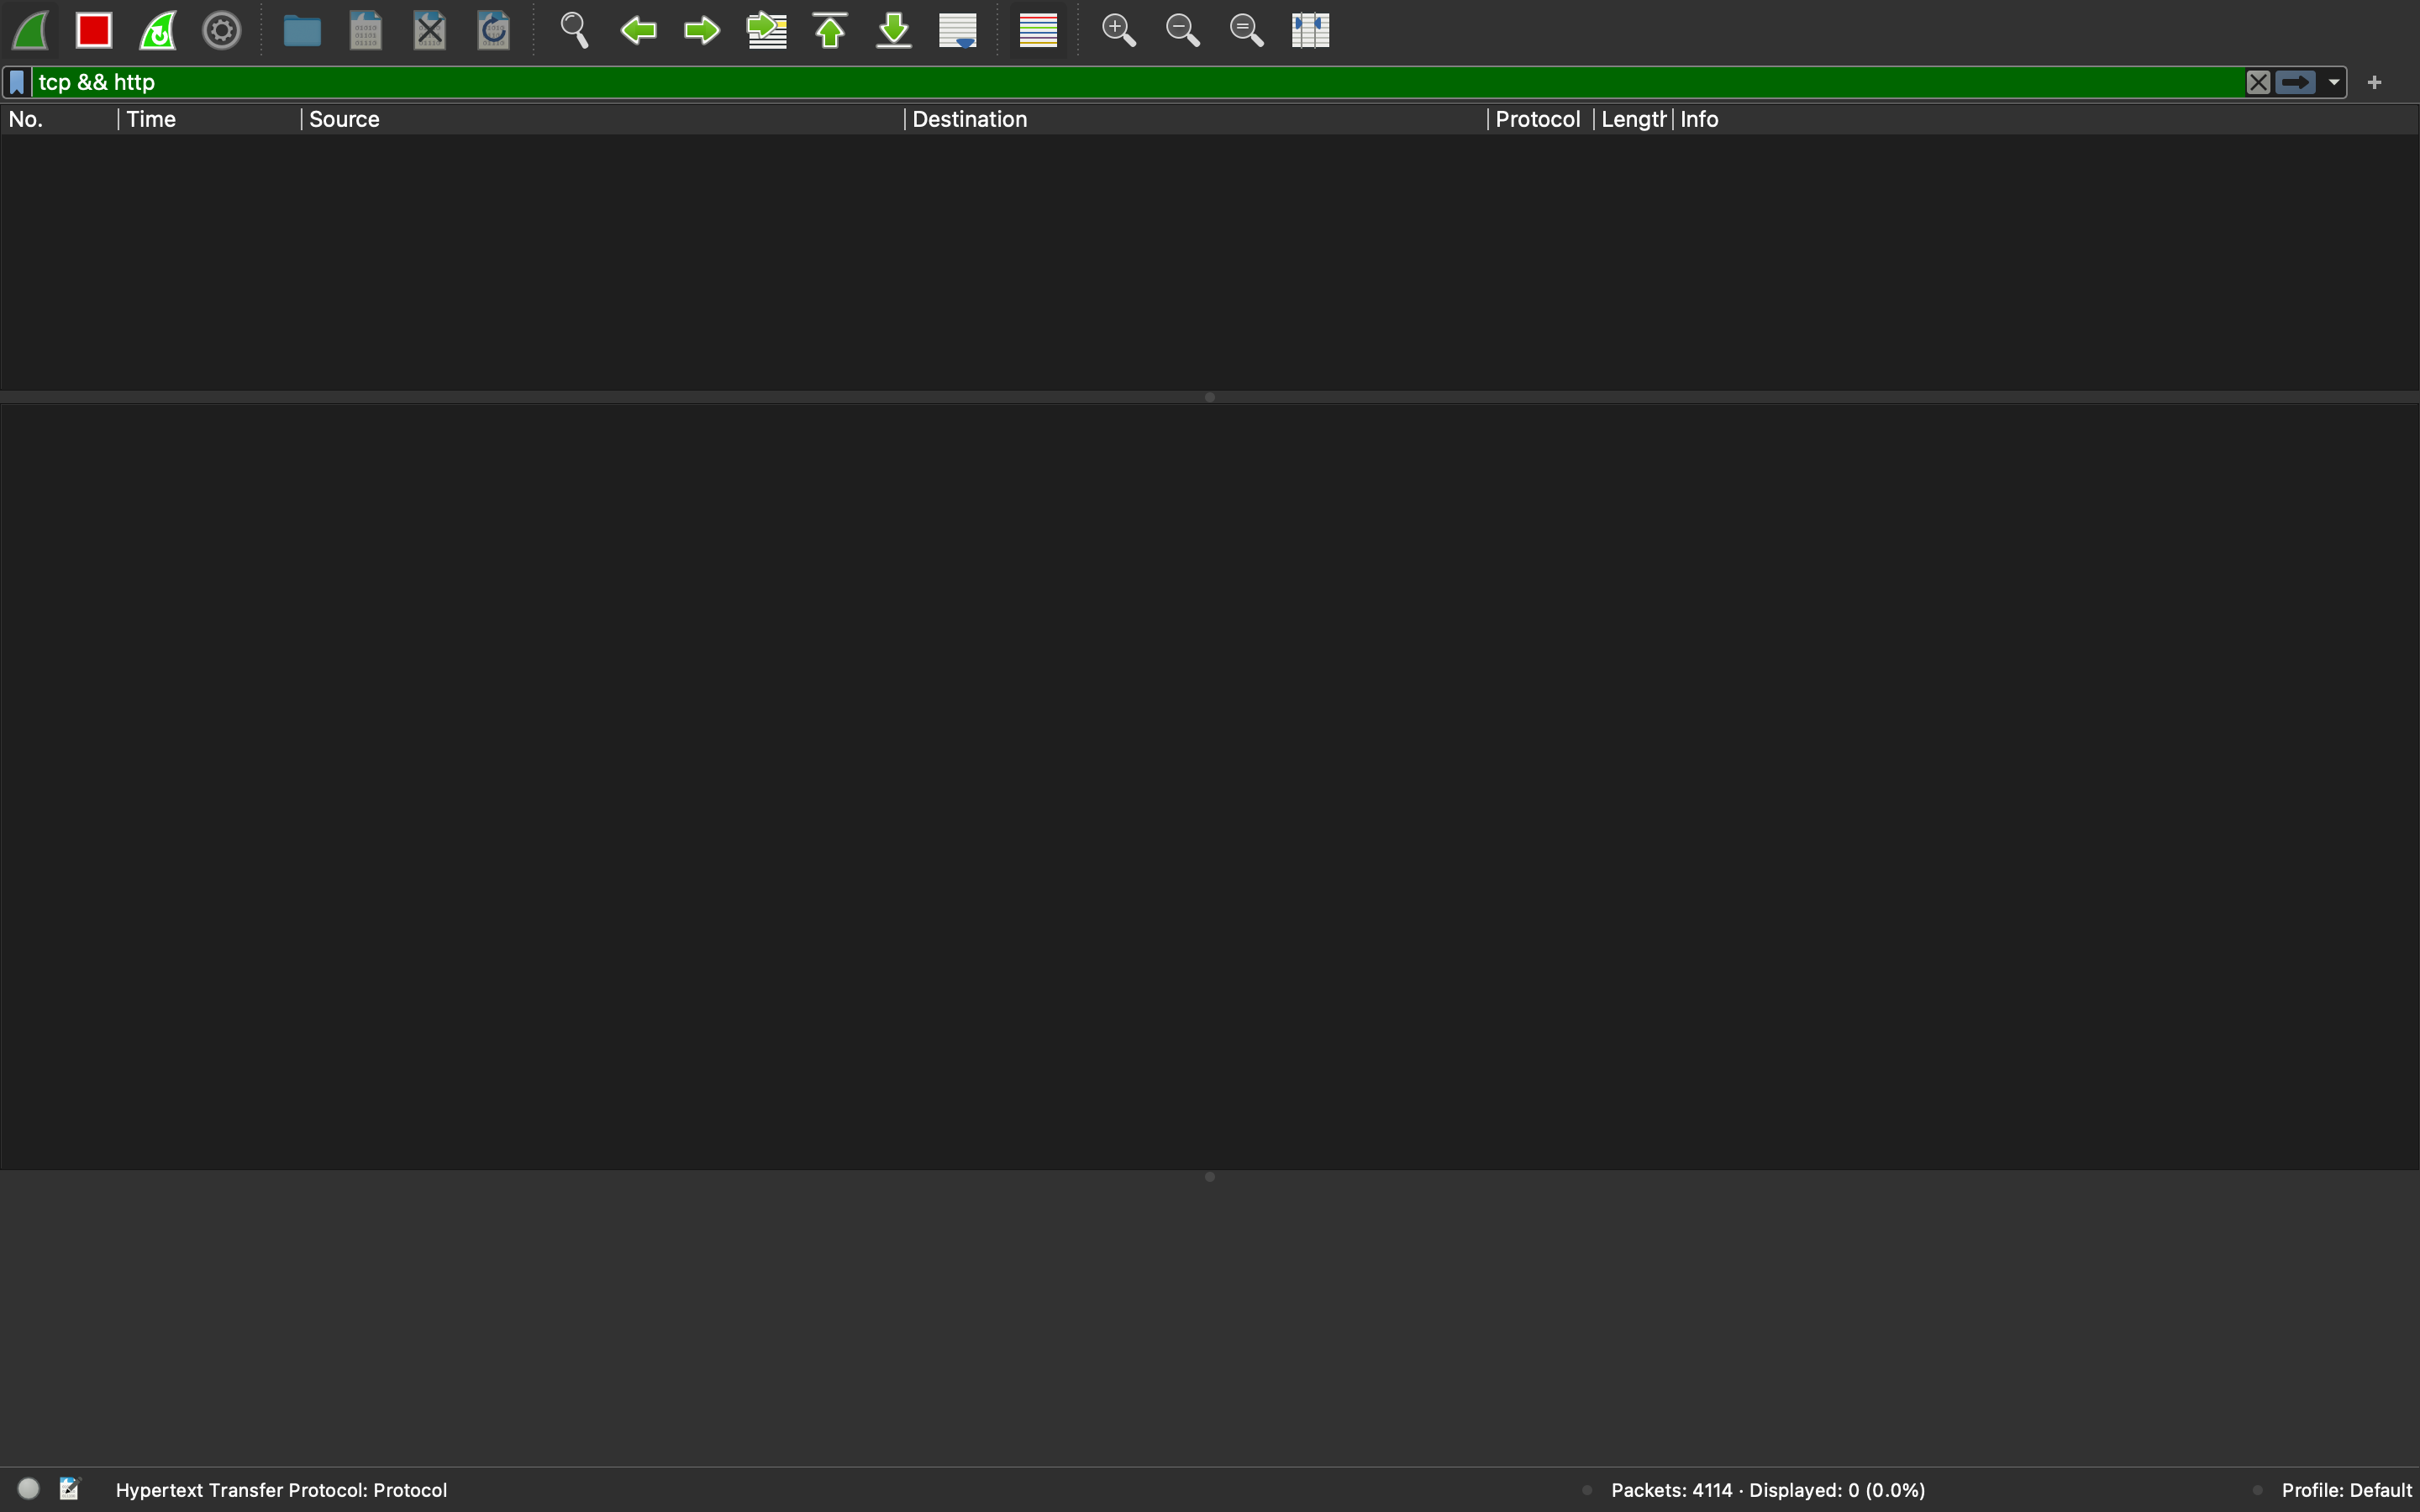 tcp && http
No. Time Source Destination Protocol Length Info
Hypertext Transfer Protocol: Protocol Packets: 4114 · Displayed: 0 (0.0%) Profile: Default